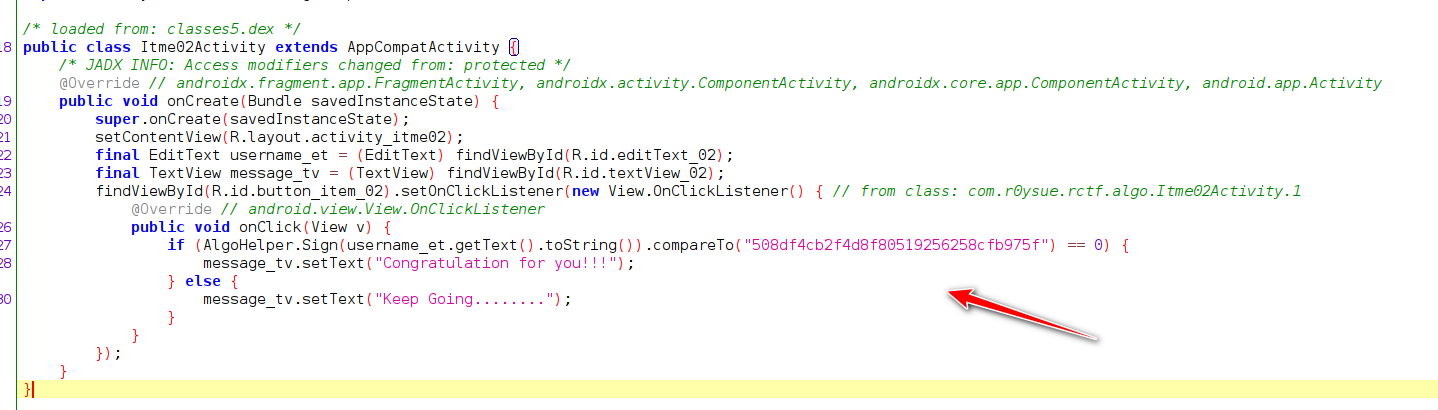 /* loaded from: classes5.dex */
18 public class Itme02Activity extends AppCompatActivity {
/* JADX INFO: Access modifiers changed from: protected */
@Override // androidx.fragment.app.FragmentActivity, androidx.activity.ComponentActivity, androidx.core.app.ComponentActivity, android.app.Activity
19 public void onCreate(Bundle savedInstanceState) {
20 super.onCreate(savedInstanceState);
21 setContentView(R.layout.activity_itme02);
22 final EditText username_et = (EditText) findViewById(R.id.editText_02);
23 final TextView message_tv = (TextView) findViewById(R.id.textView_02);
24 findViewById(R.id.button_item_02).setOnClickListener(new View.OnClickListener() { // from class: com.r0ysue.rctf.algo.Itme02Activity.1
@Override // android.view.View.OnClickListener
26 public void onClick(View v) {
27 if (AlgoHelper.Sign(username_et.getText().toString()).compareTo("508df4cb2f4d8f80519256258cfb975f") == 0) {
28 message_tv.setText("Congratulation for you!!!");
} else {
30 message_tv.setText("Keep Going........");
}
}
});
}
}